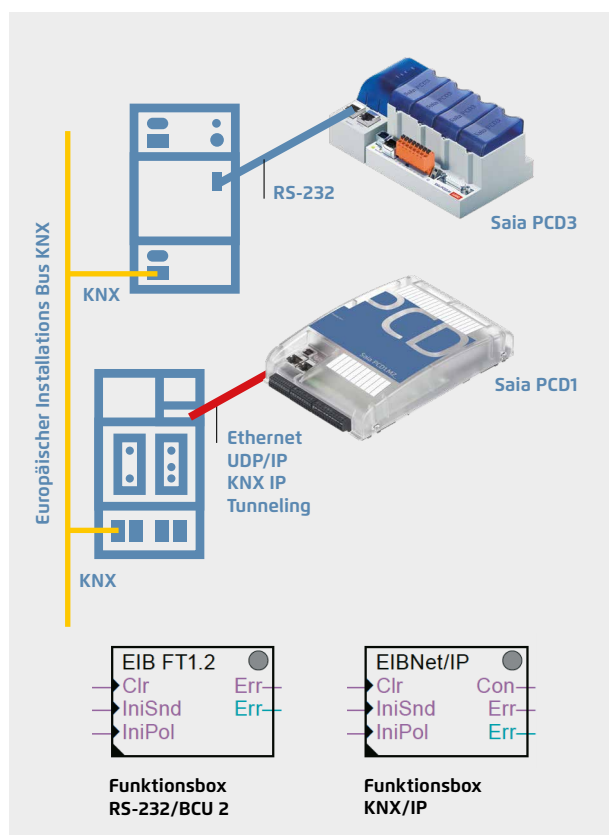 Europäischer Installations Bus KNX
RS-232
Saia PCD3
KNX
PCD
Saia PCD1
Ethernet
UDP/IP
KNX IP
Tunneling
KNX
EIB FT1.2
Clr Err
IniSnd Err
IniPol
EIBNet/IP
Clr Con
IniSnd Err
IniPol Err
Funktionsbox
RS-232/BCU 2
Funktionsbox
KNX/IP